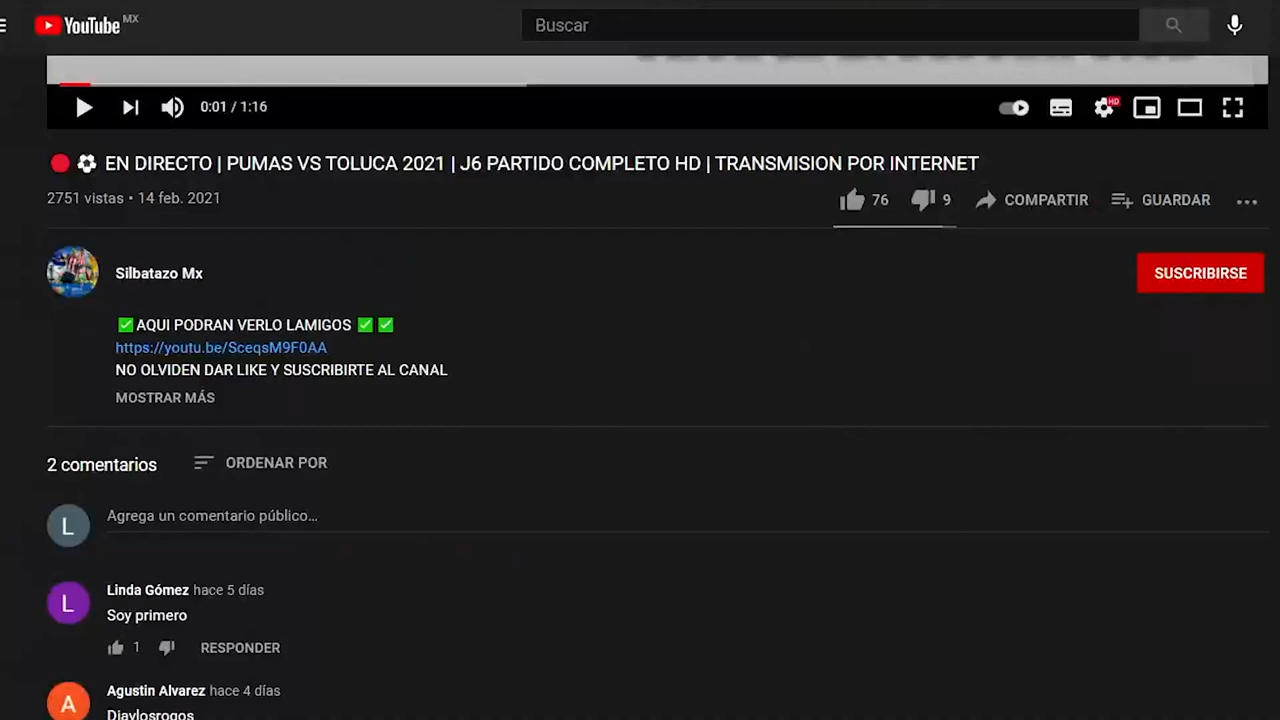 YouTube MX
Buscar
0:01 / 1:16
HD
EN DIRECTO | PUMAS VS TOLUCA 2021 | J6 PARTIDO COMPLETO HD | TRANSMISION POR INTERNET
2751 vistas • 14 feb. 2021
76
9
COMPARTIR
GUARDAR
Silbatazo Mx
SUSCRIBIRSE
✅AQUI PODRAN VERLO LAMIGOS ✅ ✅
https://youtu.be/SceqsM9F0AA
NO OLVIDEN DAR LIKE Y SUSCRIBIRTE AL CANAL
MOSTRAR MÁS
2 comentarios
ORDENAR POR
L
Agrega un comentario público...
L
Linda Gómez hace 5 días
Soy primero
1
RESPONDER
A
Agustin Alvarez hace 4 días
Diaylosrogos